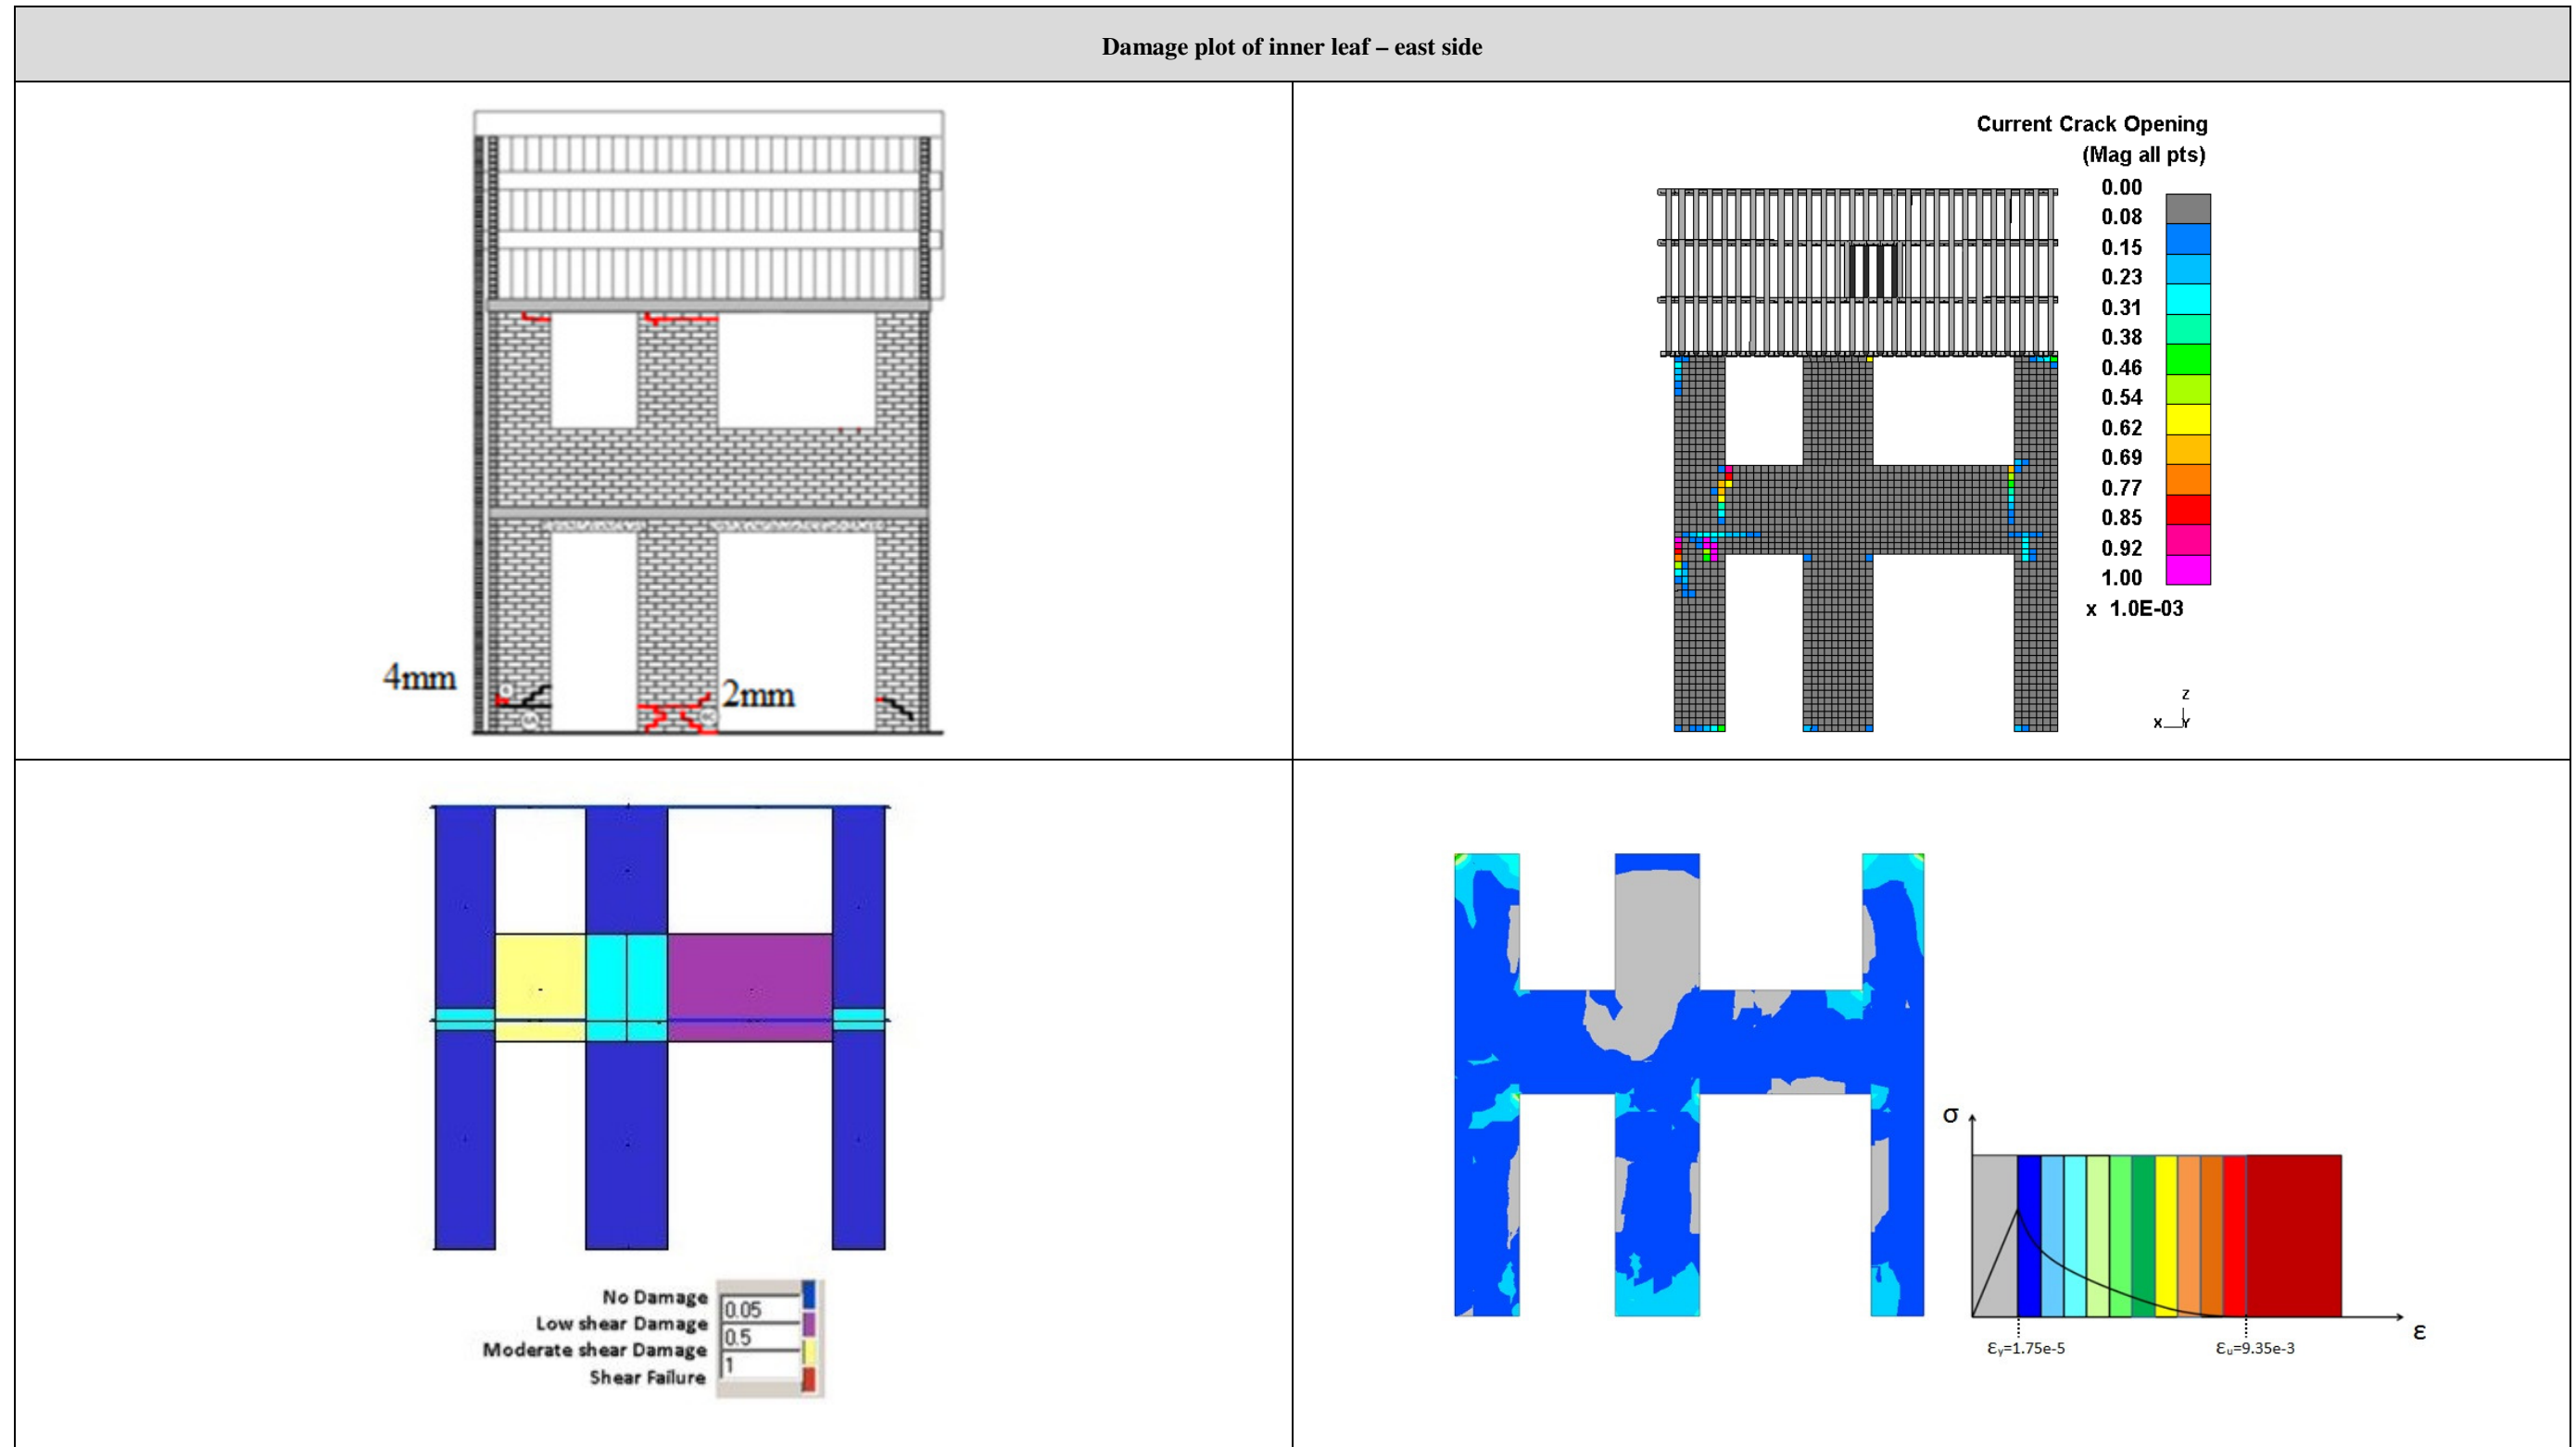 Damage plot of inner leaf – east side
4mm
2mm
Current Crack Opening
(Mag all pts)
0.00
0.08
0.15
0.23
0.31
0.38
0.46
0.54
0.62
0.69
0.77
0.85
0.92
1.00
x 1.0E-03
Z
X Y
No Damage
0.05
Low shear Damage
0.5
Moderate shear Damage
1
Shear Failure
σ
ε
εy=1.75e-5
εu=9.35e-3